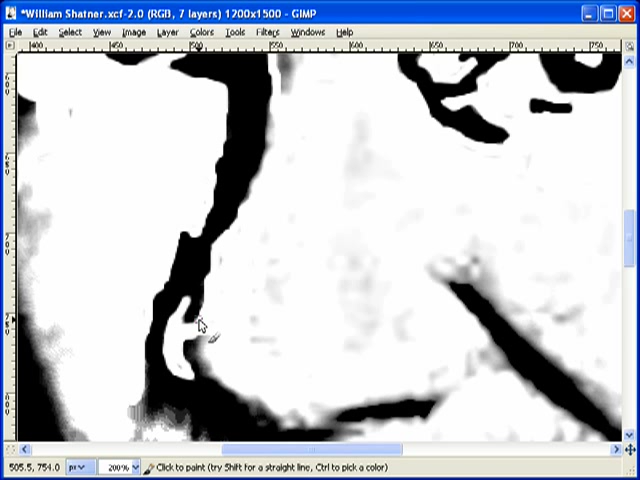 *William Shatner.xcf-2.0 (RGB, 7 layers) 1200x1500 - GIMP
File Edit Select View Image Layer Colors Tools Filters Windows Help
400 450 500 550 600 650 700 750
505.5, 754.0 px 200% Click to paint (try Shift for a straight line, Ctrl to pick a color)